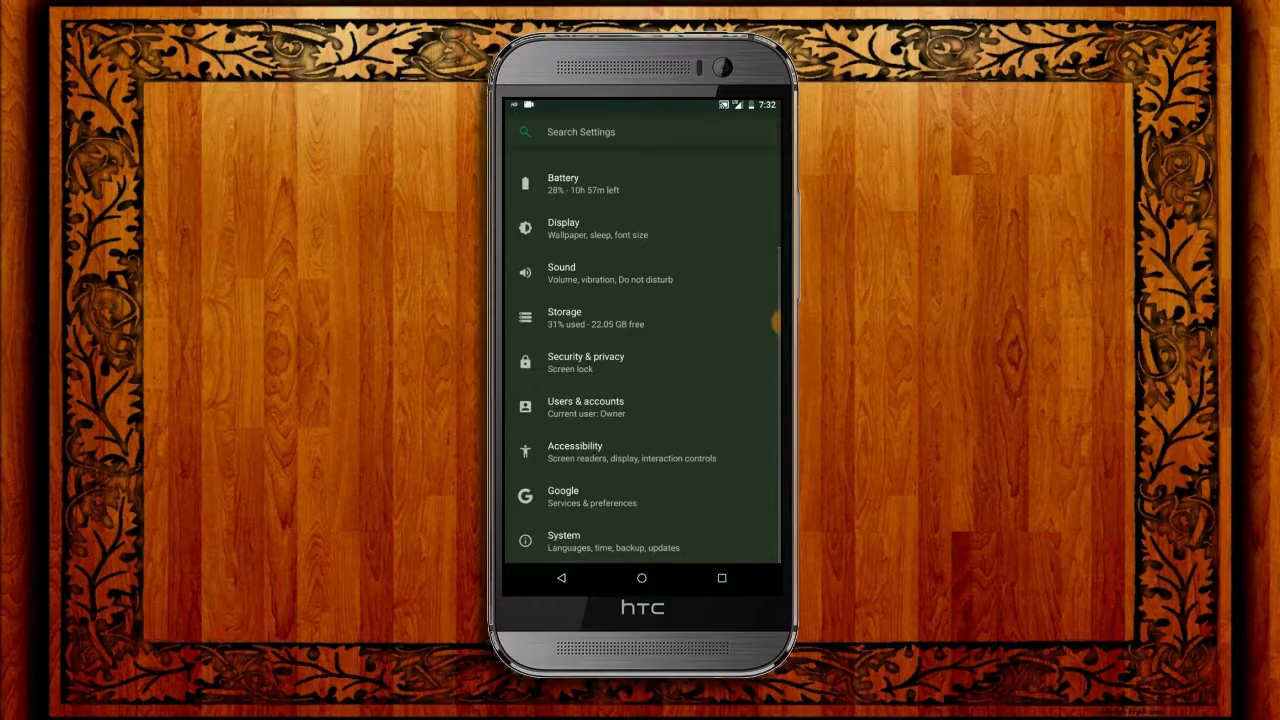 HD
LTE
7:32
Search Settings
Battery
28% - 10h 57m left
Display
Wallpaper, sleep, font size
Sound
Volume, vibration, Do not disturb
Storage
31% used - 22.05 GB free
Security & privacy
Screen lock
Users & accounts
Current user: Owner
Accessibility
Screen readers, display, interaction controls
Google
Services & preferences
System
Languages, time, backup, updates
hTC